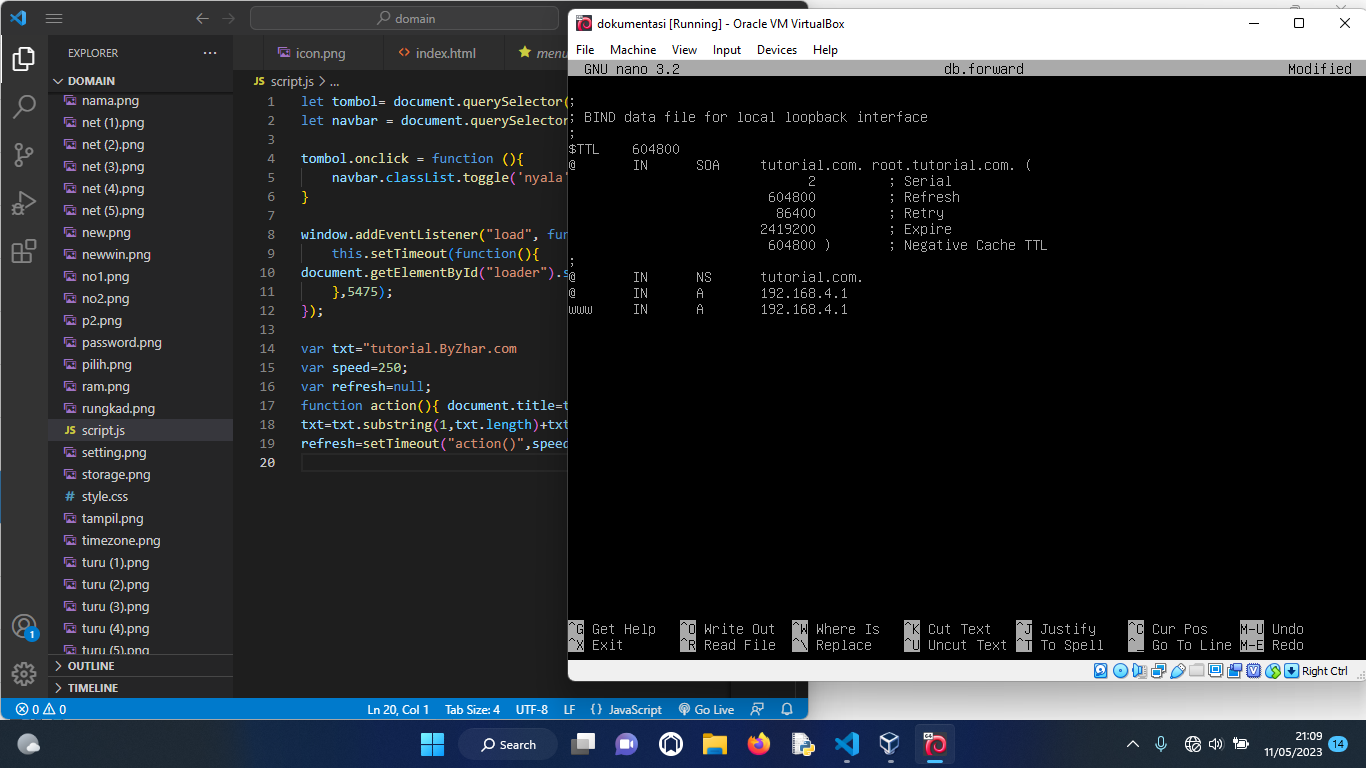 domain
EXPLORER
DOMAIN
nama.png
net (1).png
net (2).png
net (3).png
net (4).png
net (5).png
new.png
newwin.png
no1.png
no2.png
p2.png
password.png
pilih.png
ram.png
rungkad.png
JS script.js
setting.png
storage.png
# style.css
tampil.png
timezone.png
turu (1).png
turu (2).png
turu (3).png
turu (4).png
turu (5).png
OUTLINE
TIMELINE
1
icon.png
<> index.html
menu
JS script.js > ...
1 let tombol= document.querySelector(
2 let navbar = document.querySelector
3
4 tombol.onclick = function (){
5 navbar.classList.toggle('nyala'
6 }
7
8 window.addEventListener("load", fun
9 this.setTimeout(function(){
10 document.getElementById("loader").s
11 },5475);
12 });
13
14 var txt="tutorial.ByZhar.com
15 var speed=250;
16 var refresh=null;
17 function action(){ document.title=t
18 txt=txt.substring(1,txt.length)+txt
19 refresh=setTimeout("action()",speed
20
0 0
Ln 20, Col 1 Tab Size: 4 UTF-8 LF {} JavaScript Go Live
dokumentasi [Running] - Oracle VM VirtualBox
File Machine View Input Devices Help
GNU nano 3.2 db.forward Modified
;
; BIND data file for local loopback interface
;
$TTL 604800
@ IN SOA tutorial.com. root.tutorial.com. (
2 ; Serial
604800 ; Refresh
86400 ; Retry
2419200 ; Expire
604800 ) ; Negative Cache TTL
;
@ IN NS tutorial.com.
@ IN A 192.168.4.1
www IN A 192.168.4.1
^G Get Help ^O Write Out ^W Where Is ^K Cut Text ^J Justify ^C Cur Pos M-U Undo
^X Exit ^R Read File ^\ Replace ^U Uncut Text ^T To Spell ^_ Go To Line M-E Redo
Right Ctrl
Search
21:09
11/05/2023
14